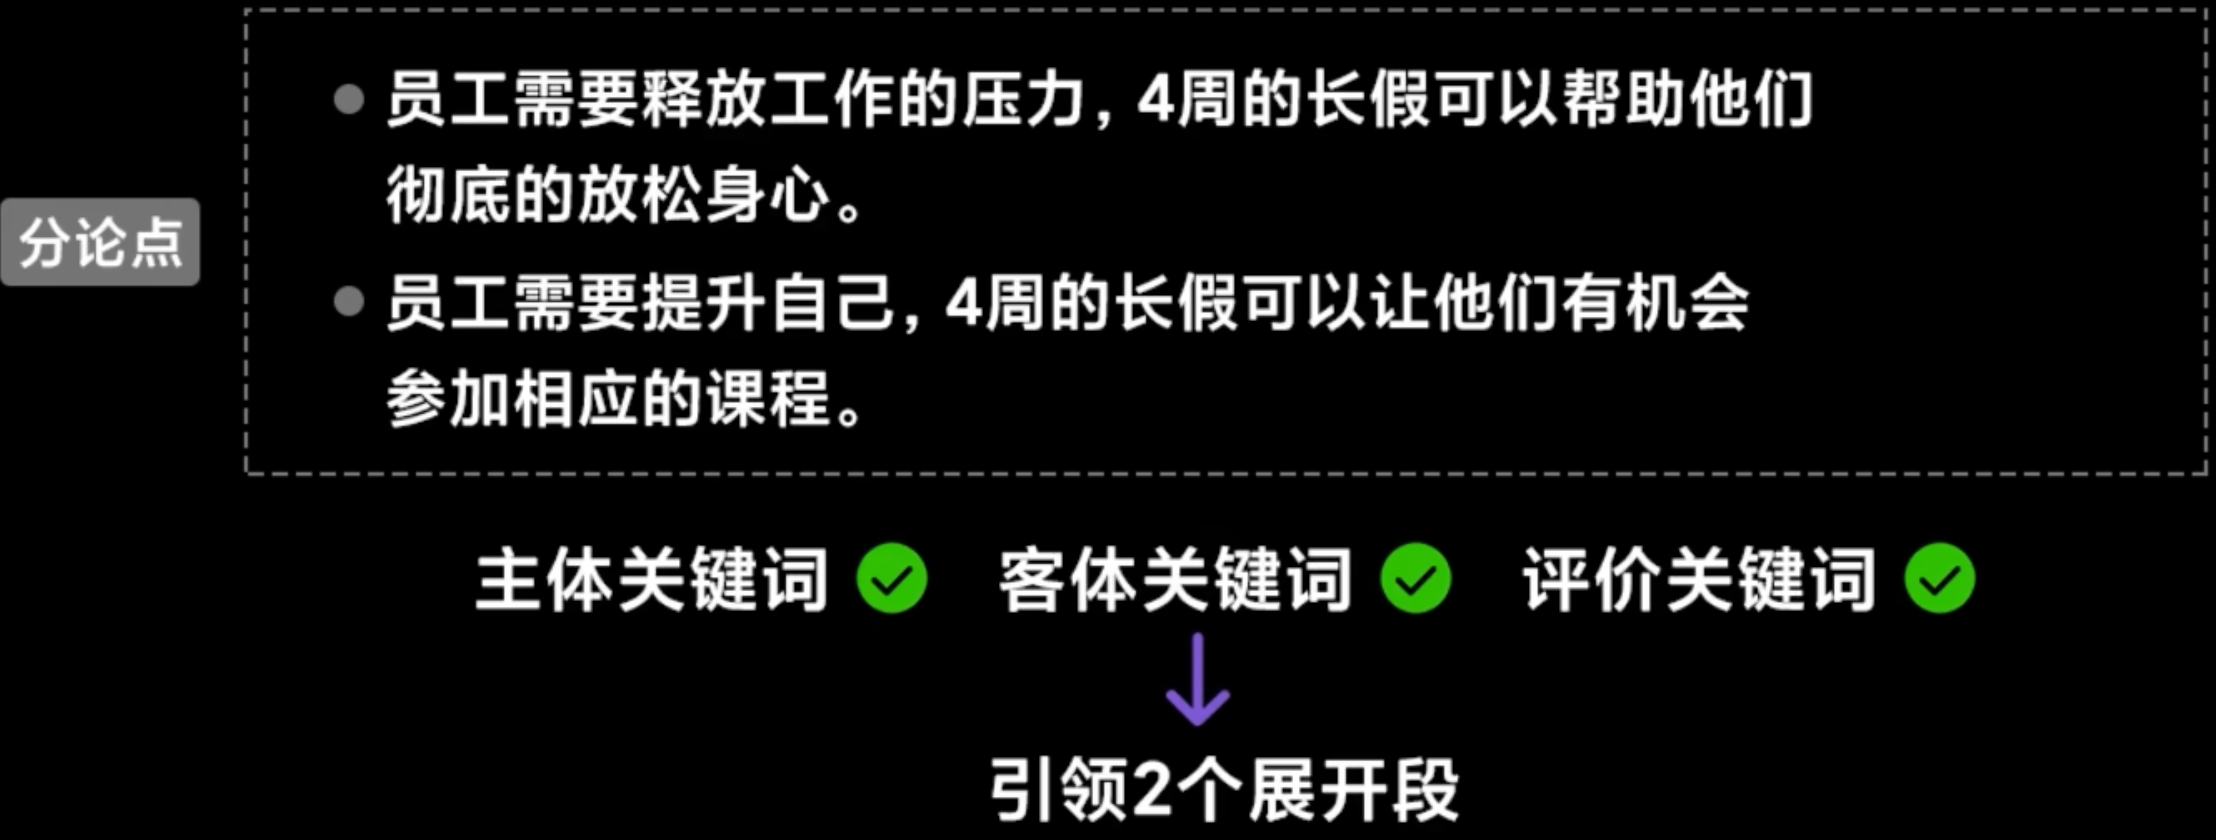 员工需要释放工作的压力，4周的长假可以帮助他们
彻底的放松身心。
分论点
员工需要提升自己，4周的长假可以让他们有机会
参加相应的课程。
主体关键词 客体关键词 评价关键词
引领2个展开段